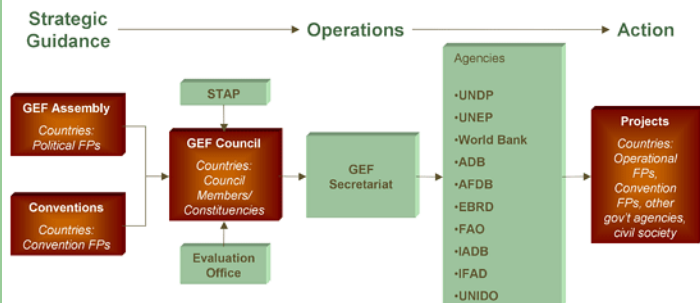 Strategic
Guidance
Operations
Action
GEF Assembly
Countries:
Political FPs
Conventions
Countries:
Convention FPs
STAP
GEF Council
Countries:
Council
Members/
Constituencies
Evaluation
Office
GEF
Secretariat
Agencies
•UNDP
•UNEP
•World Bank
•ADB
•AFDB
•EBRD
•FAO
•IADB
•IFAD
•UNIDO
Projects
Countries:
Operational
FPs,
Convention
FPs, other
gov't agencies,
civil society